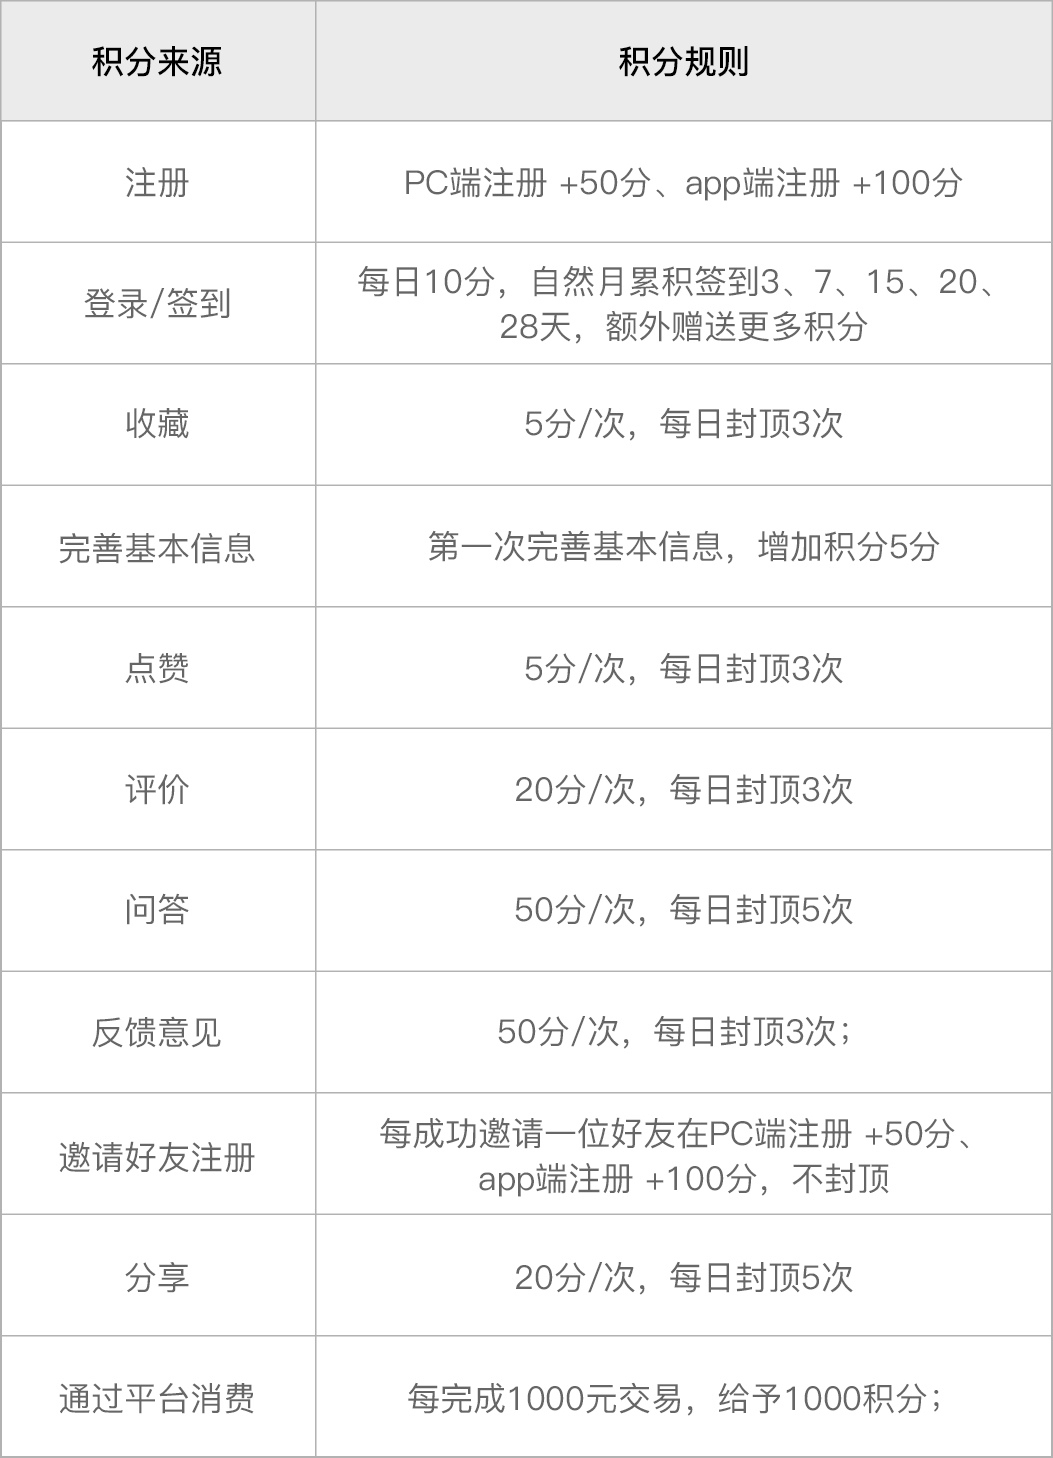 积分来源
积分规则
注册
PC端注册 +50分、app端注册 +100分
登录/签到
每日10分，自然月累积签到3、7、15、20、
28天，额外赠送更多积分
收藏
5分/次，每日封顶3次
完善基本信息
第一次完善基本信息，增加积分5分
点赞
5分/次，每日封顶3次
评价
20分/次，每日封顶3次
问答
50分/次，每日封顶5次
反馈意见
50分/次，每日封顶3次；
邀请好友注册
每成功邀请一位好友在PC端注册 +50分、
app端注册 +100分，不封顶
分享
20分/次，每日封顶5次
通过平台消费
每完成1000元交易，给予1000积分；